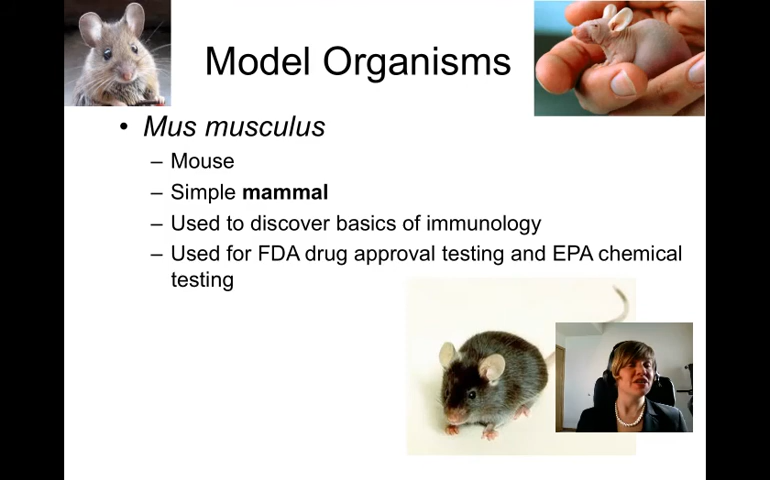 Model Organisms
• Mus musculus
– Mouse
– Simple mammal
– Used to discover basics of immunology
– Used for FDA drug approval testing and EPA chemical
testing